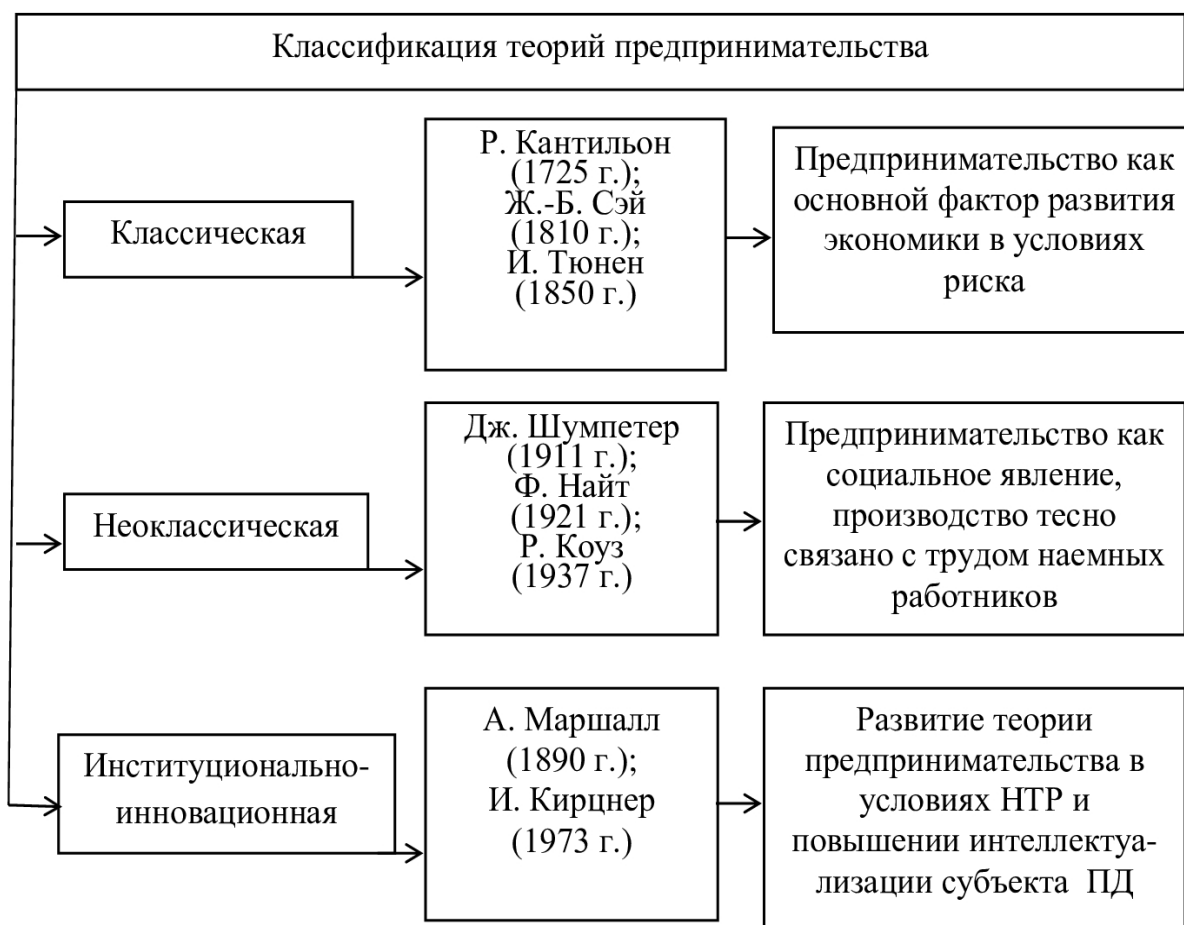 Классификация теорий предпринимательства
Классическая
Р. Кантильон
(1725 г.);
Ж.-Б. Сэй
(1810 г.);
И. Тюнен
(1850 г.)
Предпринимательство как
основной фактор развития
экономики в условиях
риска
Неоклассическая
Дж. Шумпетер
(1911 г.);
Ф. Найт
(1921 г.);
Р. Коуз
(1937 г.)
Предпринимательство как
социальное явление,
производство тесно
связано с трудом наемных
работников
Институционально-
инновационная
А. Маршалл
(1890 г.);
И. Кирцнер
(1973 г.)
Развитие теории
предпринимательства в
условиях НТР и
повышении интеллектуа-
лизации субъекта ПД